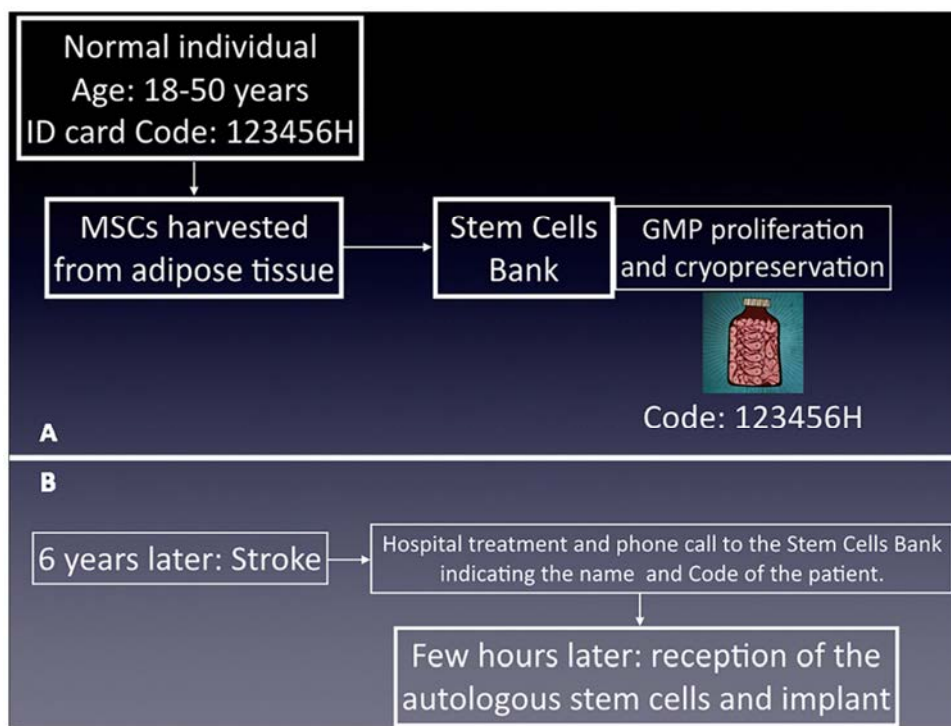 Normal individual
Age: 18-50 years
ID card Code: 123456H
MSCs harvested
from adipose tissue
Stem Cells
Bank
GMP proliferation
and cryopreservation
Code: 123456H
A
B
6 years later: Stroke
Hospital treatment and phone call to the Stem Cells Bank
indicating the name and Code of the patient.
Few hours later: reception of the
autologous stem cells and implant